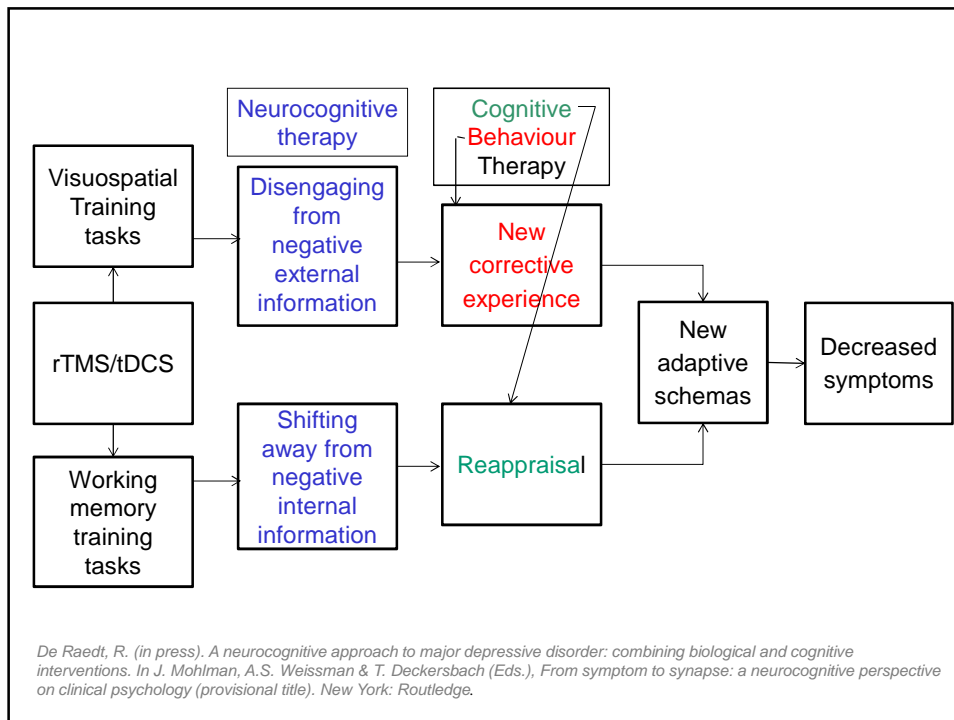 Neurocognitive
therapy
Cognitive
Behaviour
Therapy
Visuospatial
Training
tasks
Disengaging
from
negative
external
information
New
corrective
experience
rTMS/tDCS
New
adaptive
schemas
Decreased
symptoms
Working
memory
training
tasks
Shifting
away from
negative
internal
information
Reappraisal
De Raedt, R. (in press). A neurocognitive approach to major depressive disorder: combining biological and cognitive
interventions. In J. Mohlman, A.S. Weissman & T. Deckersbach (Eds.), From symptom to synapse: a neurocognitive perspective
on clinical psychology (provisional title). New York: Routledge.